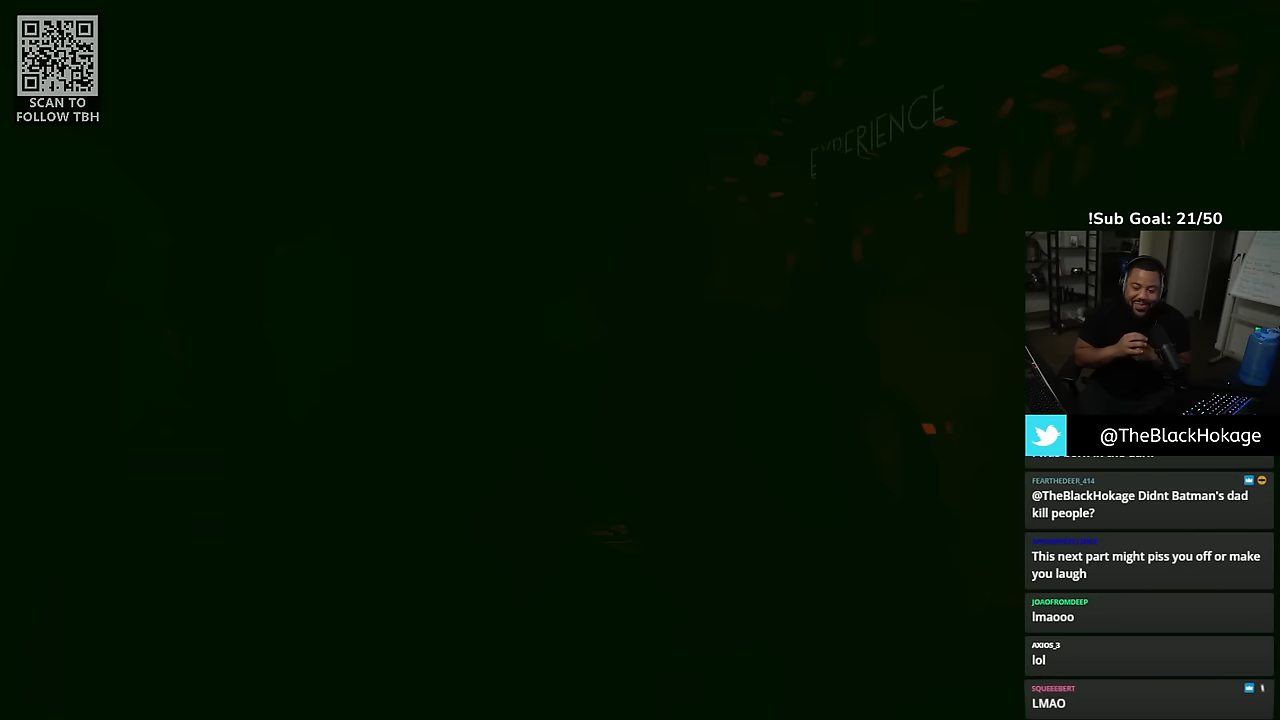 SCAN TO
FOLLOW TBH
EXPERIENCE
!Sub Goal: 21/50
@TheBlackHokage
FEARTHEDEER_414
@TheBlackHokage Didnt Batman's dad
kill people?
This next part might piss you off or make
you laugh
JOAOFROMDEEP
lmaooo
AXIOS_3
lol
SQUEEEBERT
LMAO